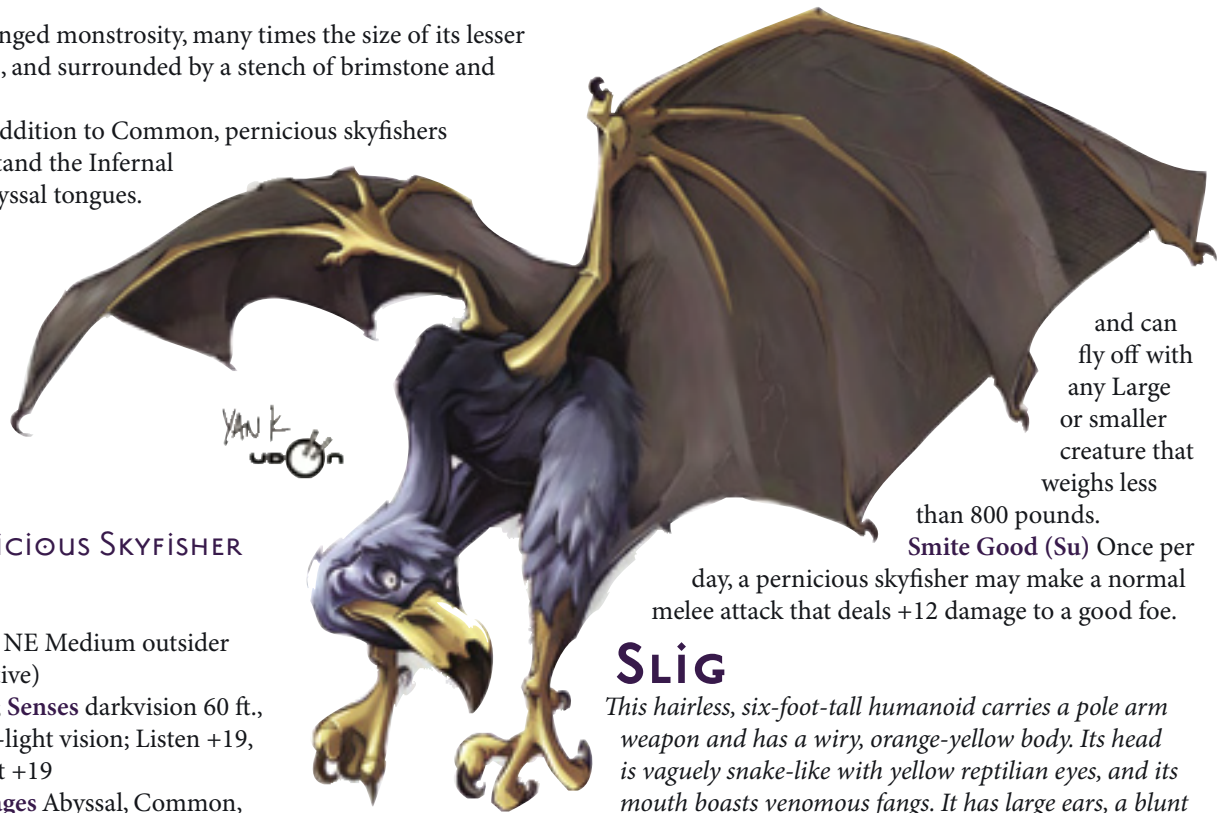 nged monstrosity, many times the size of its lesser
, and surrounded by a stench of brimstone and
ddition to Common, pernicious skyfishers
tand the Infernal
yssal tongues.
YAN K
UDON
icious Skyfisher
NE Medium outsider
ive)
Senses darkvision 60 ft.,
-light vision; Listen +19,
t +19
ages Abyssal, Common,
and can
fly off with
any Large
or smaller
creature that
weighs less
than 800 pounds.
Smite Good (Su) Once per
day, a pernicious skyfisher may make a normal
melee attack that deals +12 damage to a good foe.
Slig
This hairless, six-foot-tall humanoid carries a pole arm
weapon and has a wiry, orange-yellow body. Its head
is vaguely snake-like with yellow reptilian eyes, and its
mouth boasts venomous fangs. It has large ears, a blunt